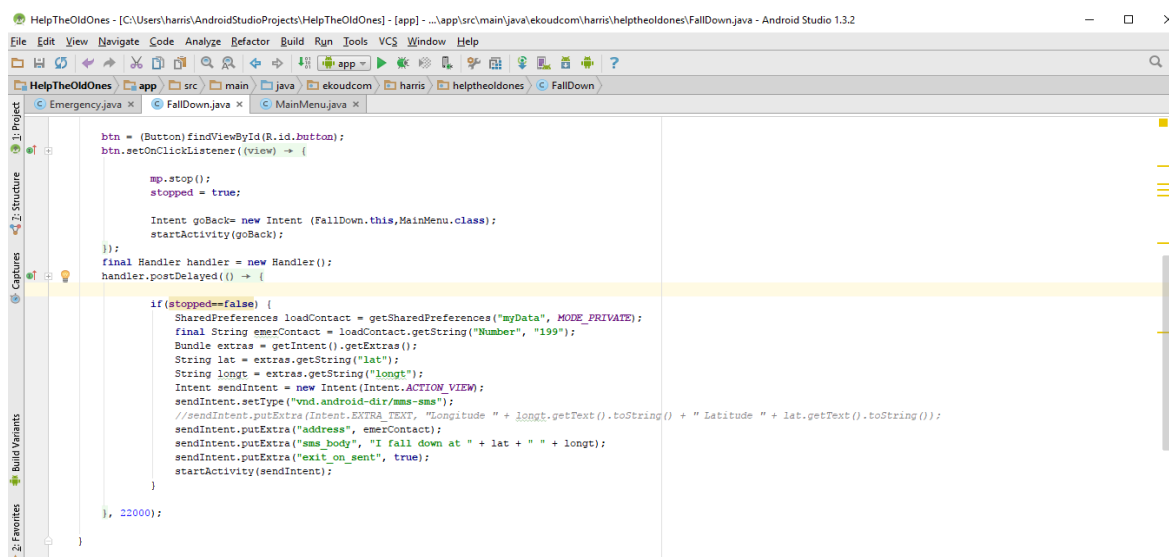 HelpTheOldOnes - [C:\Users\harris\AndroidStudioProjects\HelpTheOldOnes] - [app] - ...\app\src\main\java\ekoudcom\harris\helptheoldones\FallDown.java - Android Studio 1.3.2
File Edit View Navigate Code Analyze Refactor Build Run Tools VCS Window Help
app
HelpTheOldOnes app src main java ekoudcom harris helptheoldones FallDown
Emergency.java × FallDown.java × MainMenu.java ×
1: Project
7: Structure
Captures
Build Variants
2: Favorites
btn = (Button)findViewById(R.id.button);
btn.setOnClickListener((view) → {
mp.stop();
stopped = true;
Intent goBack= new Intent (FallDown.this,MainMenu.class);
startActivity(goBack);
});
final Handler handler = new Handler();
handler.postDelayed(() → {
if(stopped==false) {
SharedPreferences loadContact = getSharedPreferences("myData", MODE_PRIVATE);
final String emerContact = loadContact.getString("Number", "199");
Bundle extras = getIntent().getExtras();
String lat = extras.getString("lat");
String longt = extras.getString("longt");
Intent sendIntent = new Intent(Intent.ACTION_VIEW);
sendIntent.setType("vnd.android-dir/mms-sms");
//sendIntent.putExtra(Intent.EXTRA_TEXT, "Longitude " + longt.getText().toString() + " Latitude " + lat.getText().toString());
sendIntent.putExtra("address", emerContact);
sendIntent.putExtra("sms_body", "I fall down at " + lat + " " + longt);
sendIntent.putExtra("exit_on_sent", true);
startActivity(sendIntent);
}
}, 22000);
}